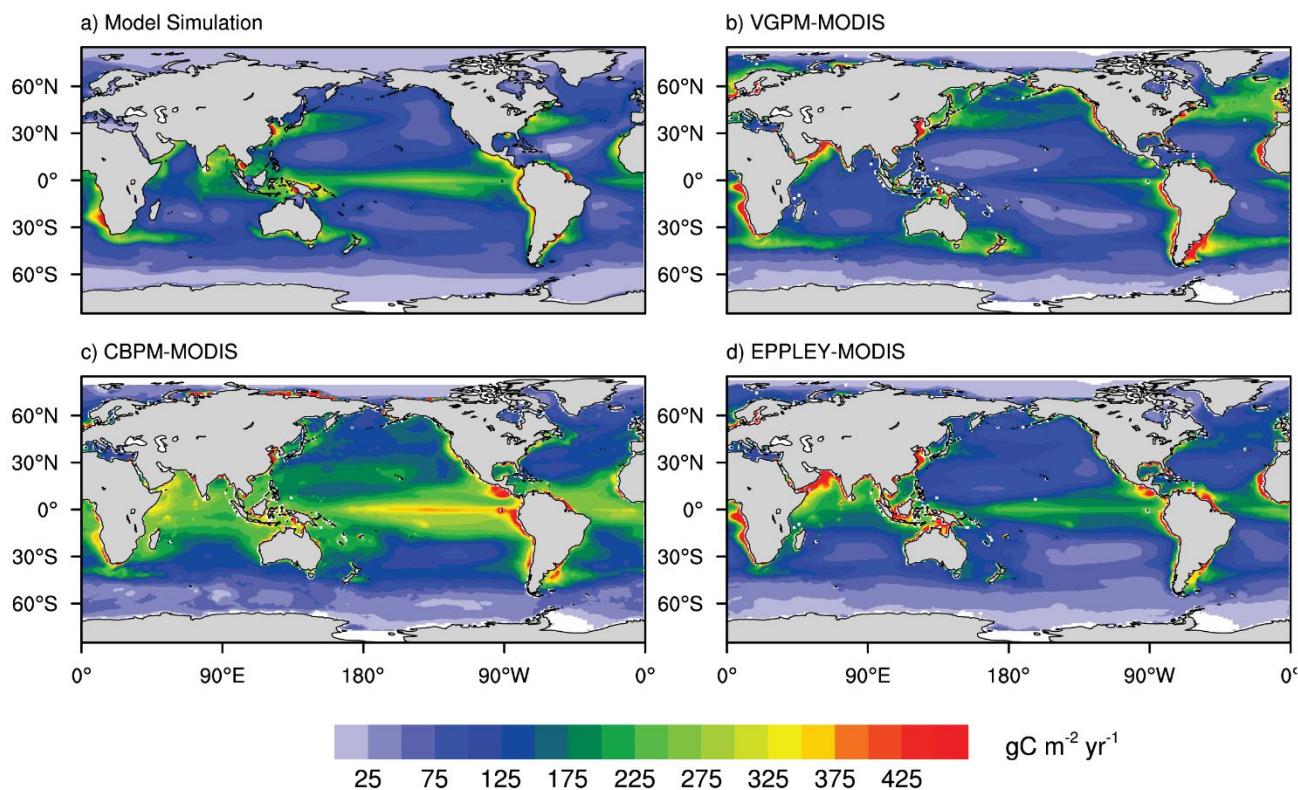 a) Model Simulation
b) VGPM-MODIS
60°N
30°N
0°
30°S
60°S
60°N
30°N
0°
30°S
60°S
c) CBPM-MODIS
d) EPPLEY-MODIS
60°N
30°N
0°
30°S
60°S
60°N
30°N
0°
30°S
60°S
0° 90°E 180° 90°W 0°
0° 90°E 180° 90°W 0°
25 75 125 175 225 275 325 375 425
gC m⁻² yr⁻¹